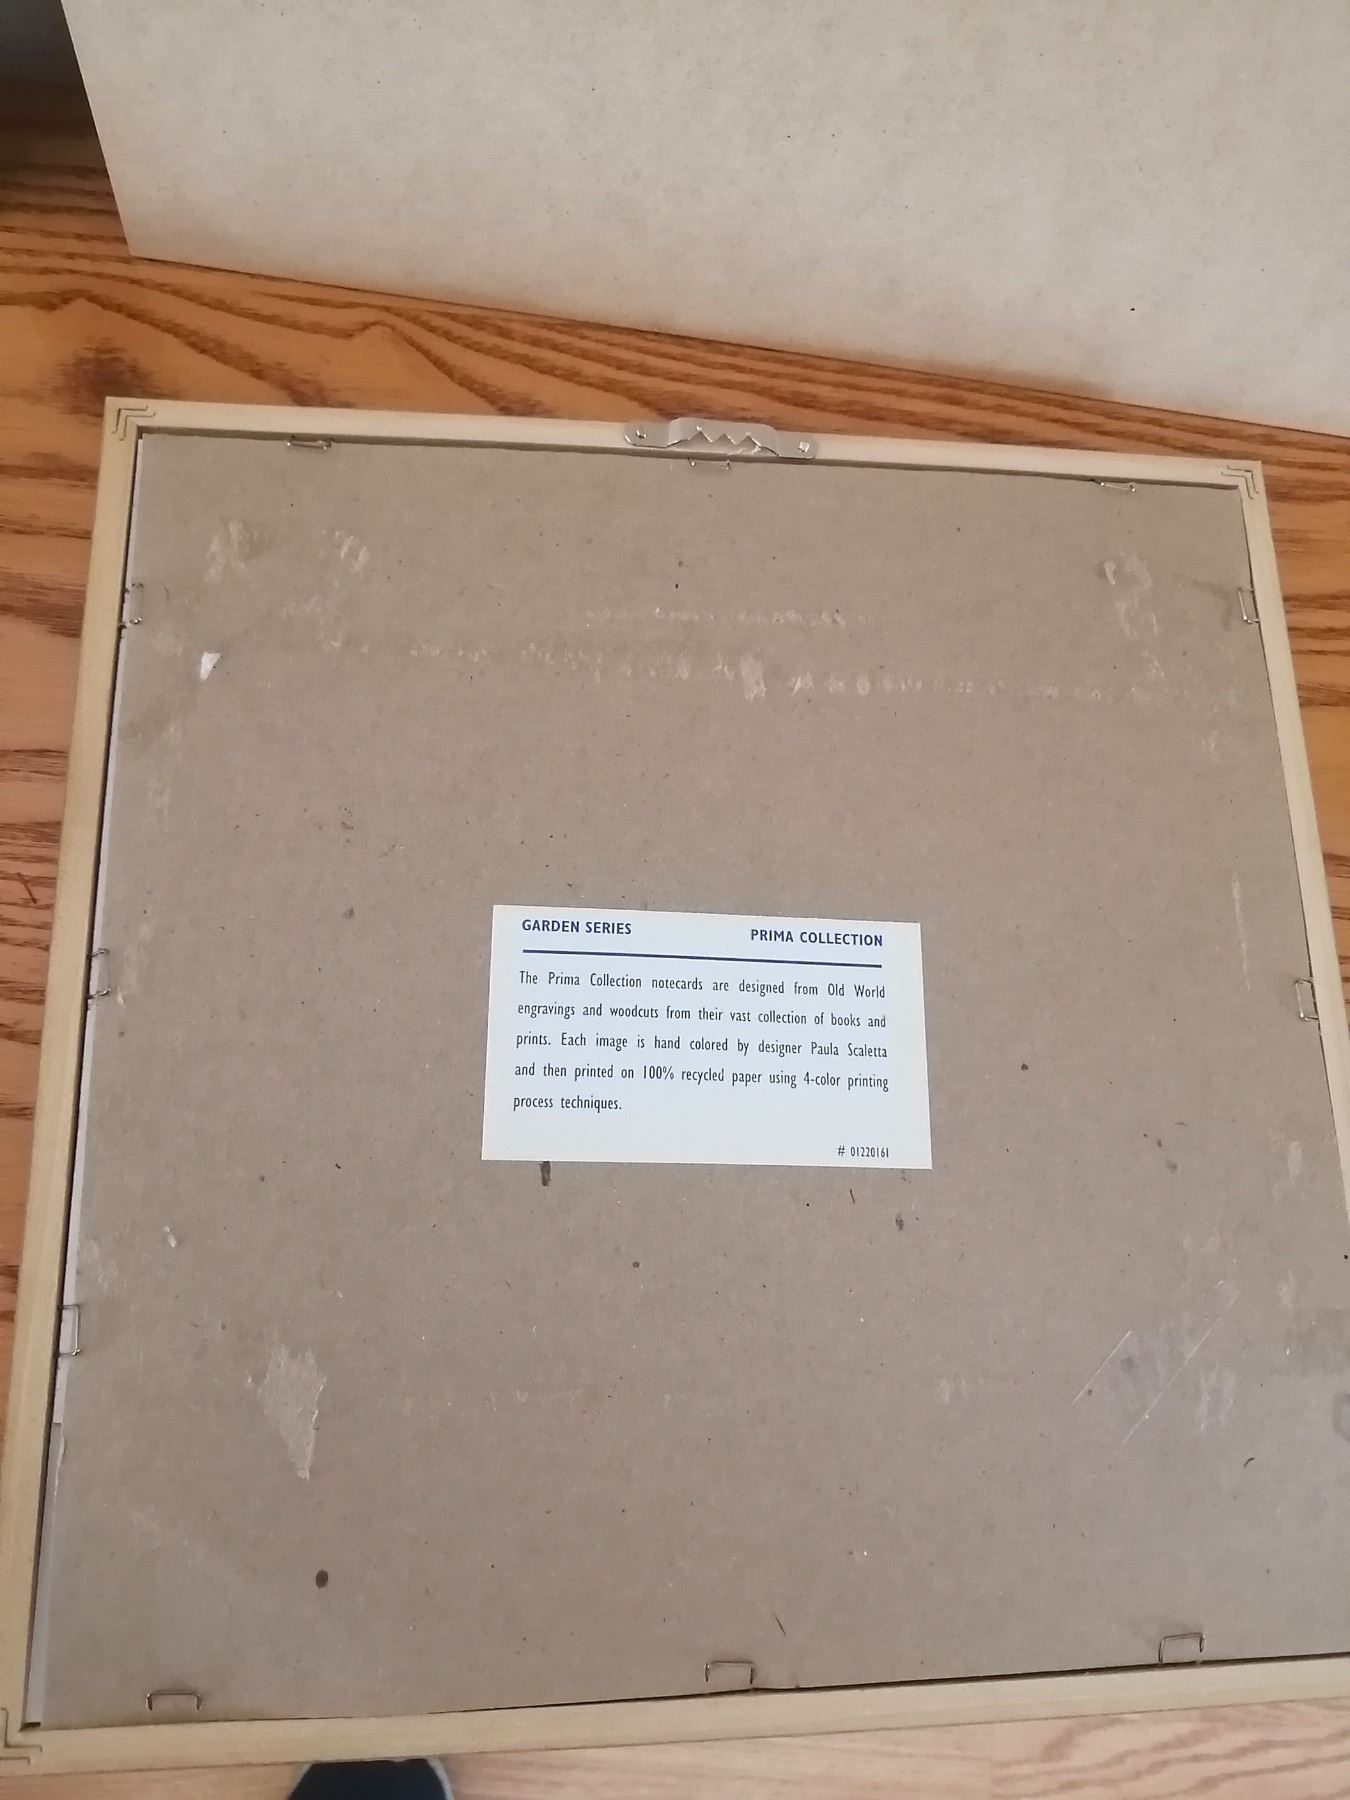 GARDEN SERIES PRIMA COLLECTION
The Prima Collection notecards are designed from Old World
engravings and woodcuts from their vast collection of books and
prints. Each image is hand colored by designer Paula Scaletta
and then printed on 100% recycled paper using 4-color printing
process techniques.
# 01220161